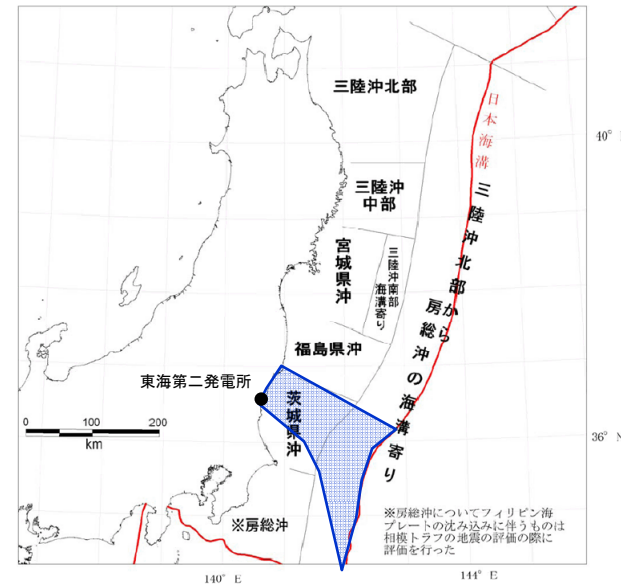 三陸沖北部
日本海溝
40°
三陸沖
中部
宮城県沖
三陸沖南部
海溝寄り
三陸沖北部から
房総沖の海溝寄り
福島県沖
東海第二発電所
茨城県沖
0 100 200
km
36° N
※房総沖
※房総沖についてフィリピン海
プレートの沈み込みに伴うものは
相模トラフの地震の評価の際に
評価を行った
140° E
144° E